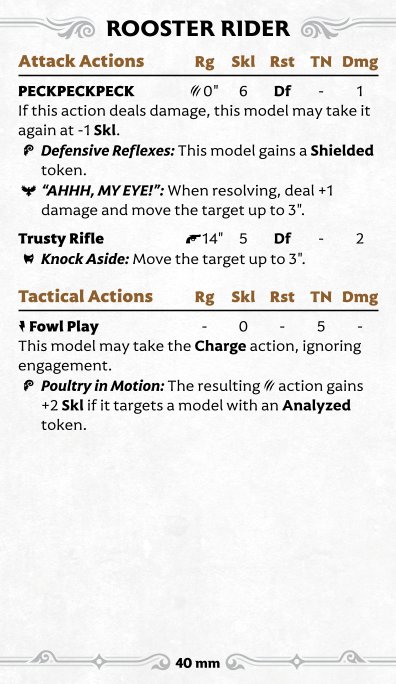 ROOSTER RIDER
Attack Actions Rg Skl Rst TN Dmg
PECKPECKPECK 0" 6 Df - 1
If this action deals damage, this model may take it
again at -1 Skl.
Defensive Reflexes: This model gains a Shielded
token.
“AHHH, MY EYE!”: When resolving, deal +1
damage and move the target up to 3".
Trusty Rifle 14" 5 Df - 2
Knock Aside: Move the target up to 3".
Tactical Actions Rg Skl Rst TN Dmg
Fowl Play - 0 - 5 -
This model may take the Charge action, ignoring
engagement.
Poultry in Motion: The resulting action gains
+2 Skl if it targets a model with an Analyzed
token.
40 mm